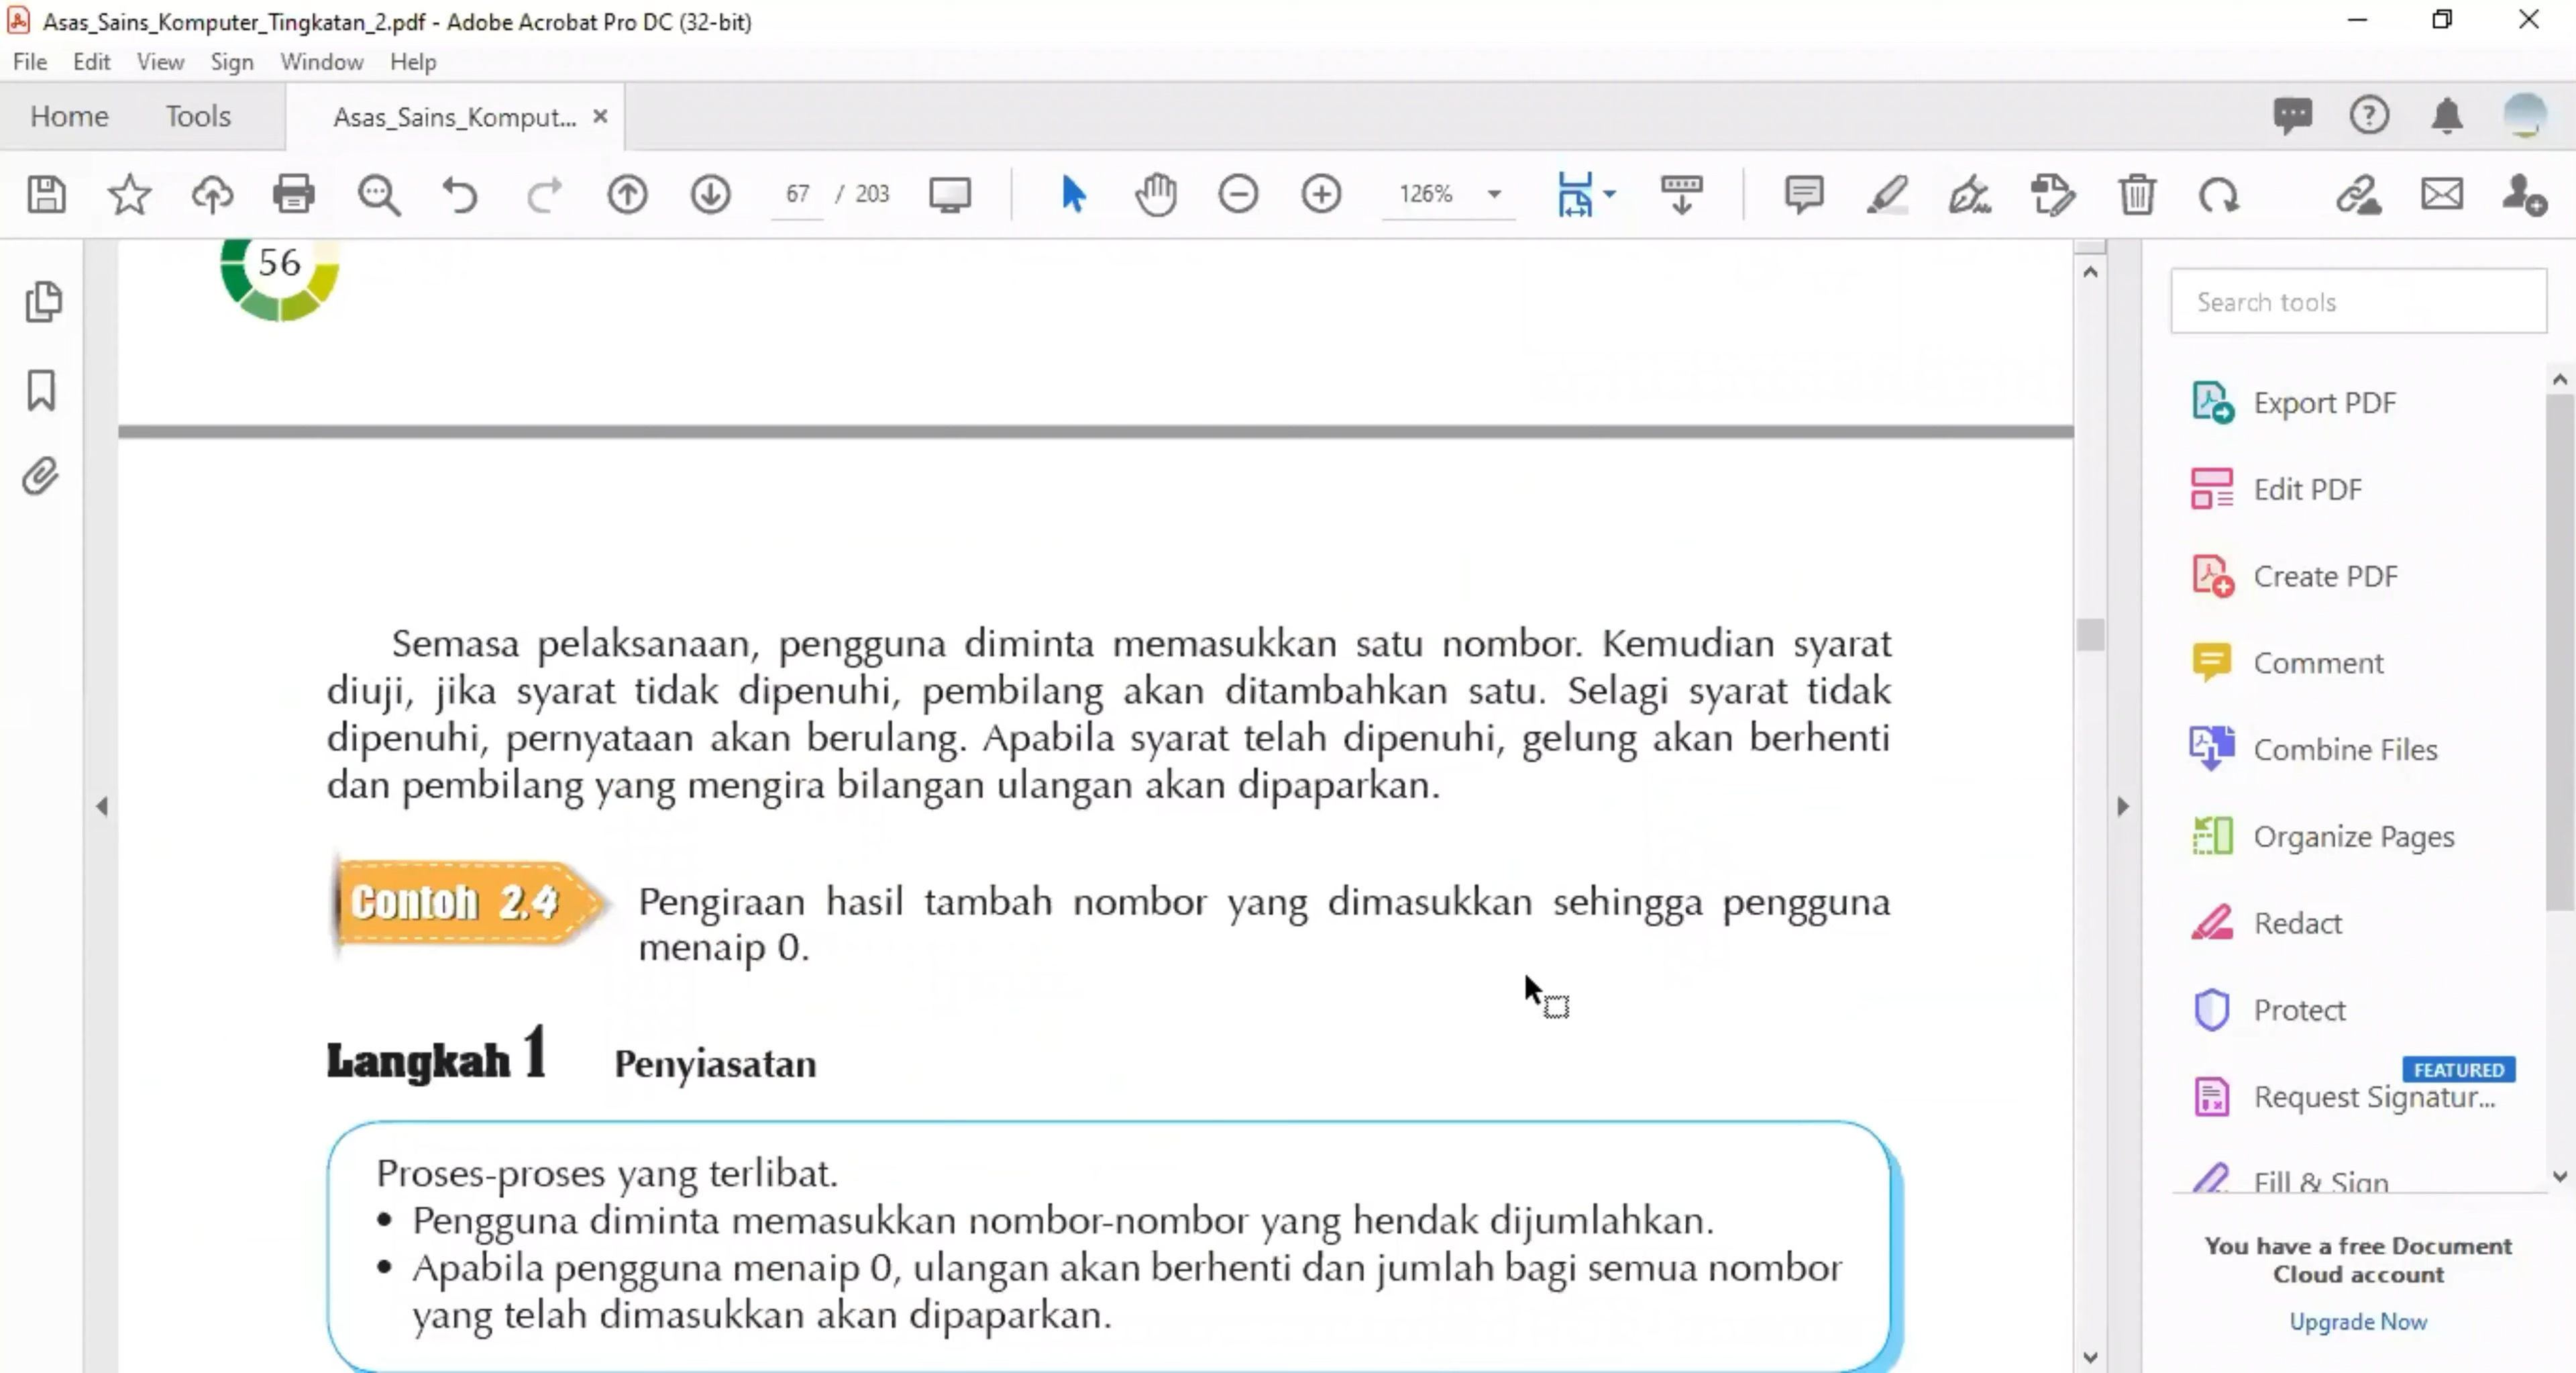 Asas_Sains_Komputer_Tingkatan_2.pdf - Adobe Acrobat Pro DC (32-bit)
File Edit View Sign Window Help
Home Tools Asas_Sains_Komput...
67 / 203 126%
56
Semasa pelaksanaan, pengguna diminta memasukkan satu nombor. Kemudian syarat
diuji, jika syarat tidak dipenuhi, pembilang akan ditambahkan satu. Selagi syarat tidak
dipenuhi, pernyataan akan berulang. Apabila syarat telah dipenuhi, gelung akan berhenti
dan pembilang yang mengira bilangan ulangan akan dipaparkan.
Contoh 2.4
Pengiraan hasil tambah nombor yang dimasukkan sehingga pengguna
menaip 0.
Langkah 1 Penyiasatan
Proses-proses yang terlibat.
• Pengguna diminta memasukkan nombor-nombor yang hendak dijumlahkan.
• Apabila pengguna menaip 0, ulangan akan berhenti dan jumlah bagi semua nombor
yang telah dimasukkan akan dipaparkan.
Search tools
Export PDF
Edit PDF
Create PDF
Comment
Combine Files
Organize Pages
Redact
Protect
FEATURED
Request Signatur...
Fill & Sign
You have a free Document
Cloud account
Upgrade Now